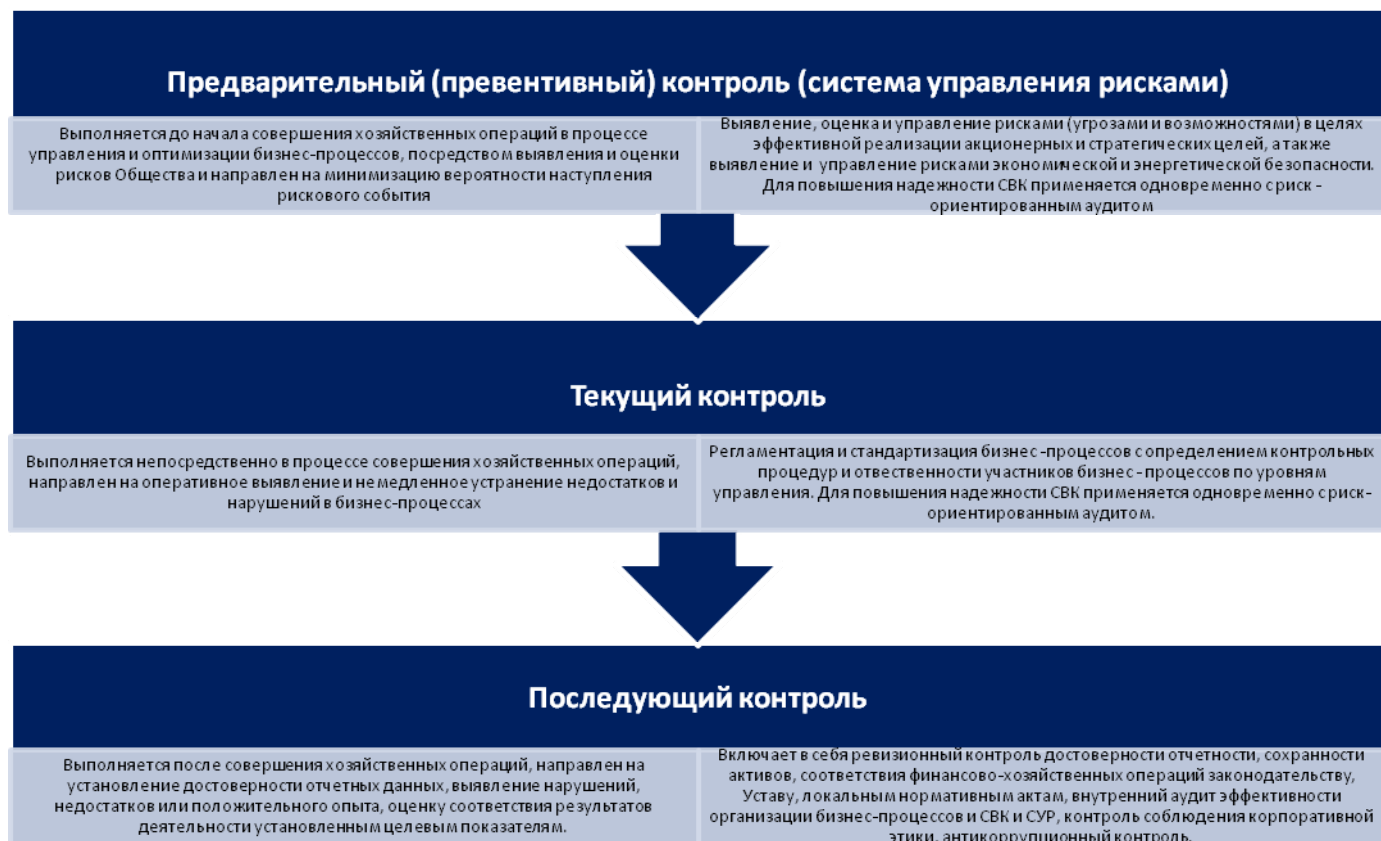 Предварительный (превентивный) контроль (система управления рисками)
Выполняется до начала совершения хозяйственных операций в процессе
управления и оптимизации бизнес-процессов, посредством выявления и оценки
рисков Общества и направлен на минимизацию вероятности наступления
рискового события
Выявление, оценка и управление рисками (угрозами и возможностями) в целях
эффективной реализации акционерных и стратегических целей, а также
выявление и управление рисками экономической и энергетической безопасности.
Для повышения надежности СВК применяется одновременно с риск -
ориентированным аудитом
Текущий контроль
Выполняется непосредственно в процессе совершения хозяйственных операций,
направлен на оперативное выявление и немедленное устранение недостатков и
нарушений в бизнес-процессах
Регламентация и стандартизация бизнес -процессов с определением контрольных
процедур и отвественности участников бизнес - процессов по уровням
управления. Для повышения надежности СВК применяется одновременно с риск-
ориентированным аудитом.
Последующий контроль
Выполняется после совершения хозяйственных операций, направлен на
установление достоверности отчетных данных, выявление нарушений,
недостатков или положительного опыта, оценку соответствия результатов
деятельности установленным целевым показателям.
Включает в себя ревизионный контроль достоверности отчетности, сохранности
активов, соответствия финансово-хозяйственных операций законодательству,
Уставу, локальным нормативным актам, внутренний аудит эффективности
организации бизнес-процессов и СВК и СУР, контроль соблюдения корпоративной
этики, антикоррупционный контроль.